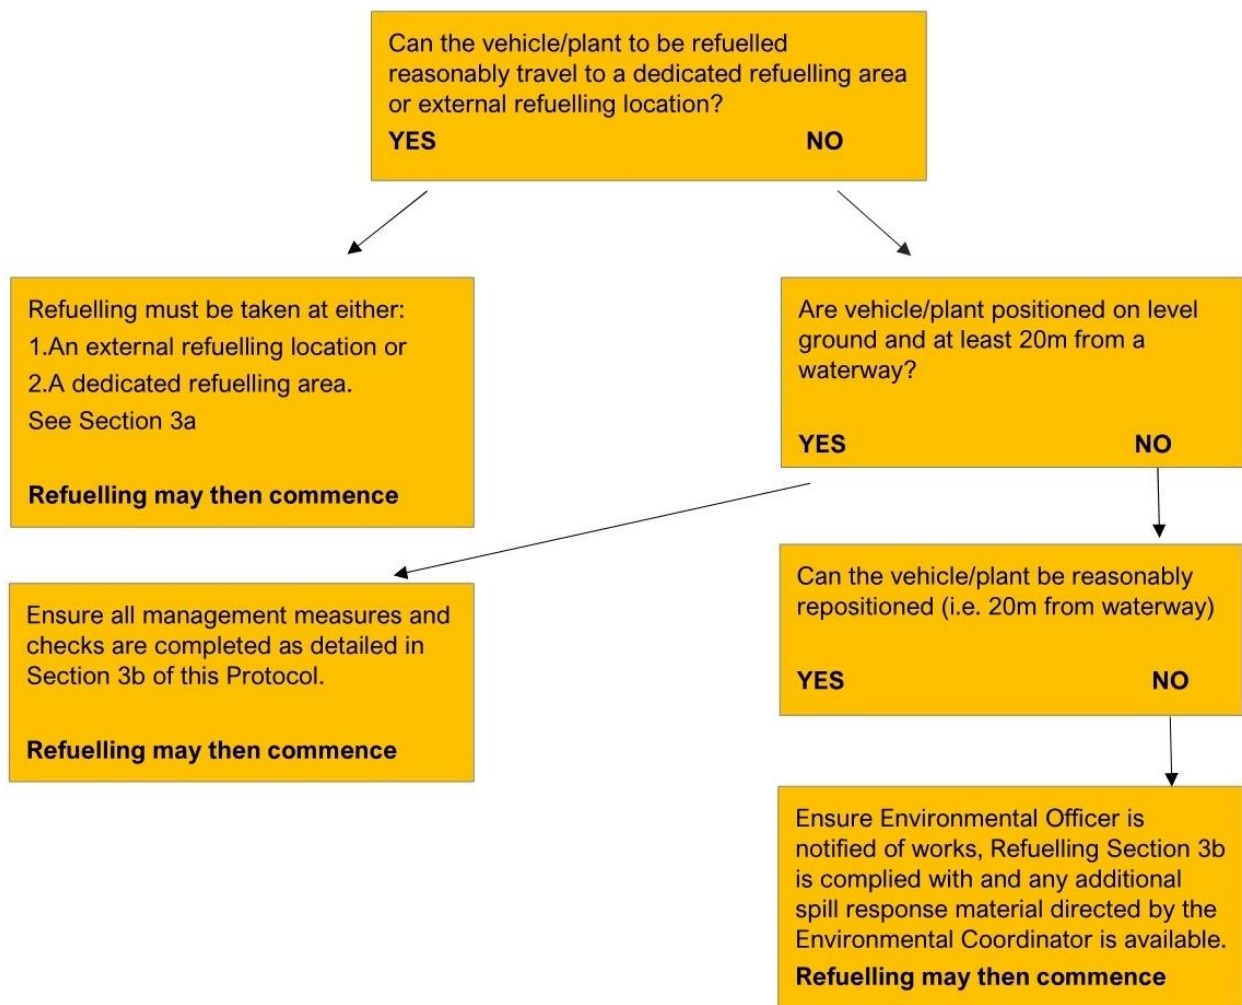 Can the vehicle/plant to be refuelled
reasonably travel to a dedicated refuelling area
or external refuelling location?
YES NO
Refuelling must be taken at either:
1.An external refuelling location or
2.A dedicated refuelling area.
See Section 3a
Refuelling may then commence
Are vehicle/plant positioned on level
ground and at least 20m from a
waterway?
YES NO
Ensure all management measures and
checks are completed as detailed in
Section 3b of this Protocol.
Refuelling may then commence
Can the vehicle/plant be reasonably
repositioned (i.e. 20m from waterway)
YES NO
Ensure Environmental Officer is
notified of works, Refuelling Section 3b
is complied with and any additional
spill response material directed by the
Environmental Coordinator is available.
Refuelling may then commence